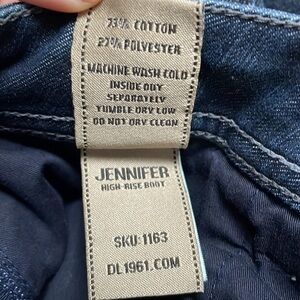 73% COTTON
27% POLYESTER
MACHINE WASH COLD
INSIDE OUT
SEPARATELY
TUMBLE DRY LOW
DO NOT DRY CLEAN
JENNIFER
HIGH-RISE BOOT
SKU: 1163
DL1961.COM